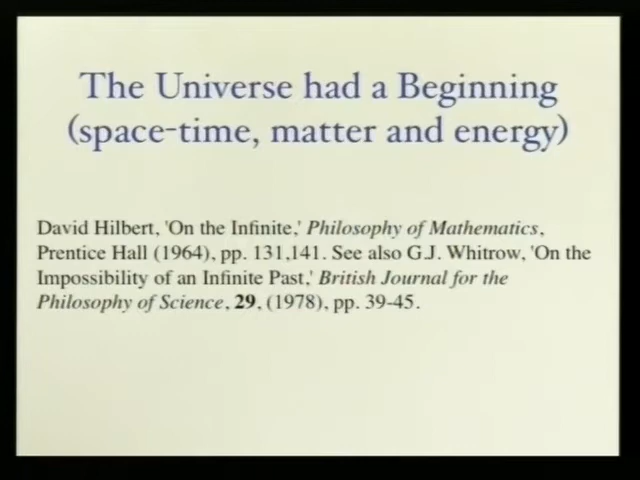 The Universe had a Beginning
(space-time, matter and energy)
David Hilbert, 'On the Infinite,' Philosophy of Mathematics,
Prentice Hall (1964), pp. 131,141. See also G.J. Whitrow, 'On the
Impossibility of an Infinite Past,' British Journal for the
Philosophy of Science, 29, (1978), pp. 39-45.